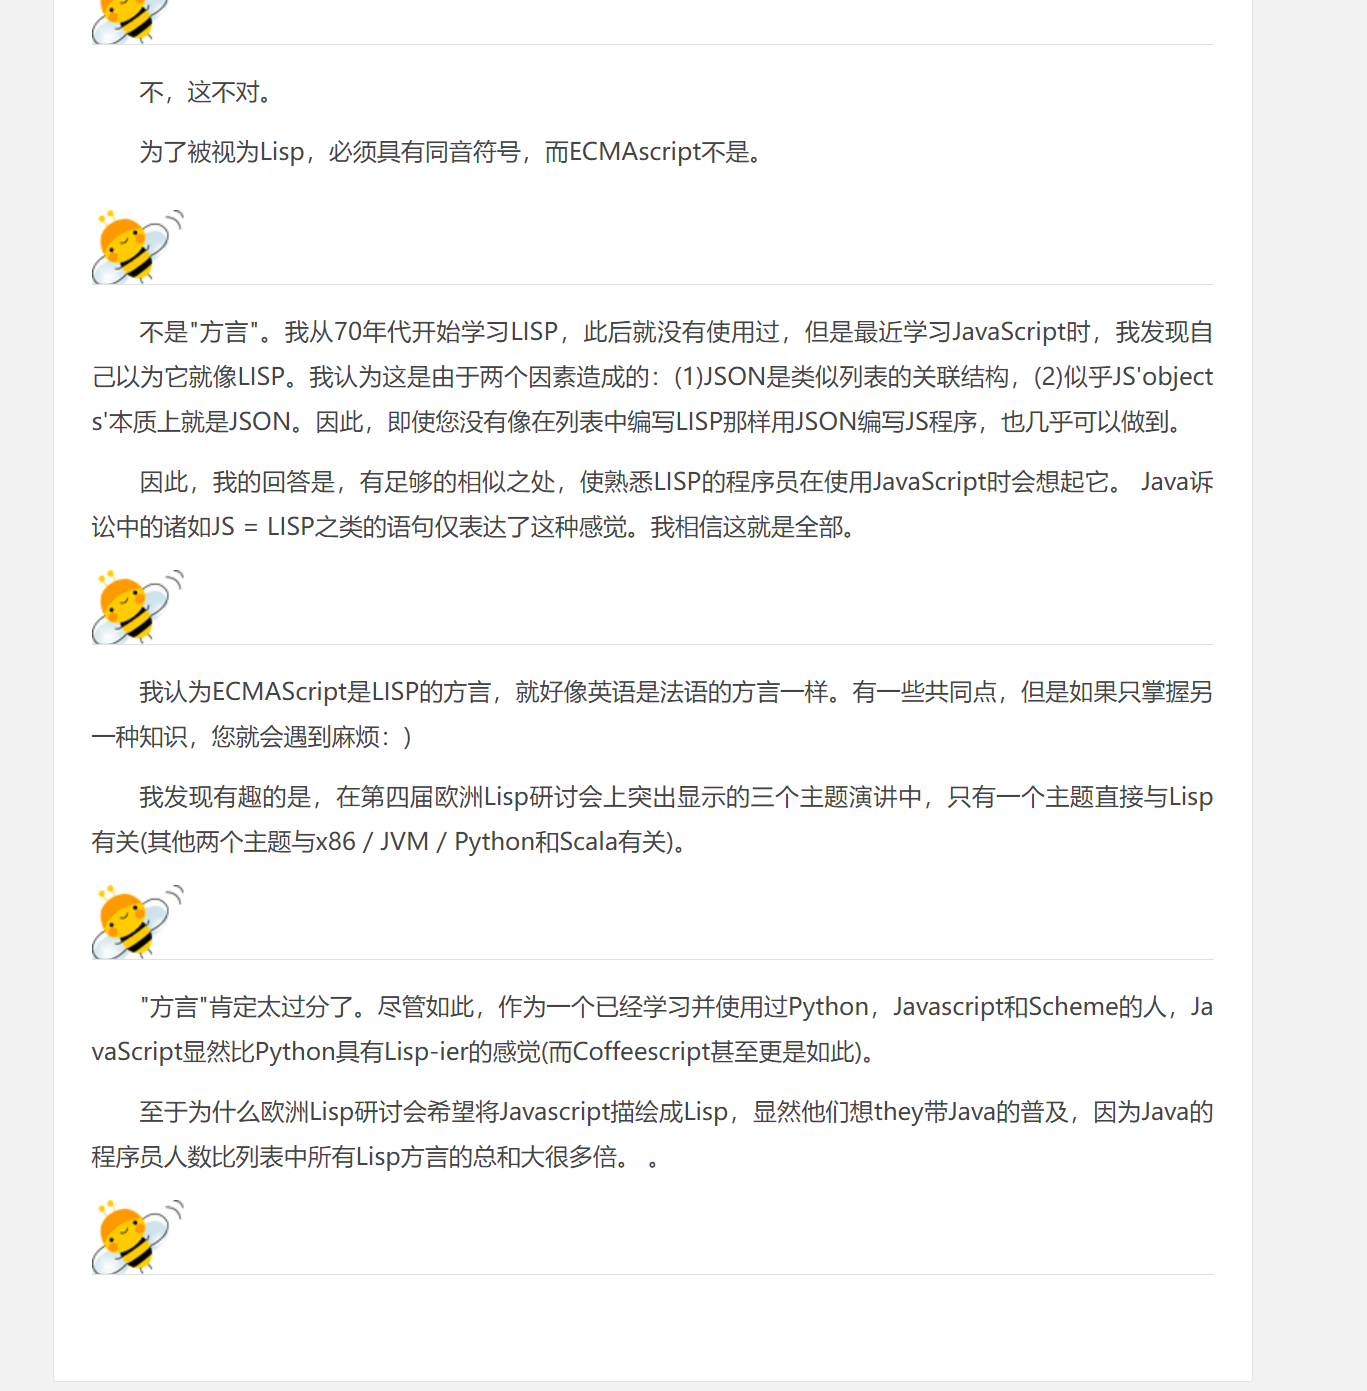 不，这不对。
为了被视为Lisp，必须具有同音符号，而ECMAscript不是。
不是"方言"。我从70年代开始学习LISP，此后就没有使用过，但是最近学习JavaScript时，我发现自
己以为它就像LISP。我认为这是由于两个因素造成的：(1)JSON是类似列表的关联结构，(2)似乎JS'object
s'本质上就是JSON。因此，即使您没有像在列表中编写LISP那样用JSON编写JS程序，也几乎可以做到。
因此，我的回答是，有足够的相似之处，使熟悉LISP的程序员在使用JavaScript时会想起它。 Java诉
讼中的诸如JS = LISP之类的语句仅表达了这种感觉。我相信这就是全部。
我认为ECMAScript是LISP的方言，就好像英语是法语的方言一样。有一些共同点，但是如果只掌握另
一种知识，您就会遇到麻烦：)
我发现有趣的是，在第四届欧洲Lisp研讨会上突出显示的三个主题演讲中，只有一个主题直接与Lisp
有关(其他两个主题与x86 / JVM / Python和Scala有关)。
"方言"肯定太过分了。尽管如此，作为一个已经学习并使用过Python，Javascript和Scheme的人，Ja
vaScript显然比Python具有Lisp-ier的感觉(而Coffeescript甚至更是如此)。
至于为什么欧洲Lisp研讨会希望将Javascript描绘成Lisp，显然他们想they带Java的普及，因为Java的
程序员人数比列表中所有Lisp方言的总和大很多倍。 。